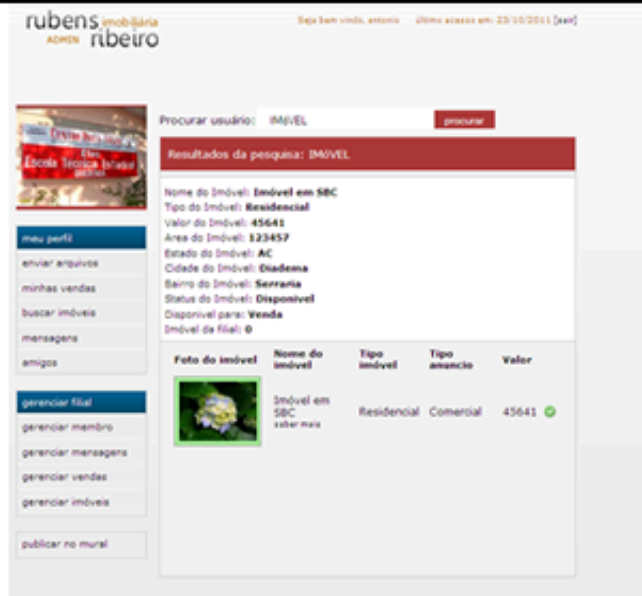 rubens imobiliária
ADMIN ribeiro
Seja bem vindo, antonio último acesso em: 23/10/2011 [sair]
Procurar usuário: IMóVEL procurar
Escola Técnica Estadual
Resultados da pesquisa: IMóVEL
Nome do Imóvel: Imóvel em SBC
Tipo do Imóvel: Residencial
Valor do Imóvel: 45641
Area do Imóvel: 123457
Estado do Imóvel: AC
Cidade do Imóvel: Diadema
Bairro do Imóvel: Serraria
Status do Imóvel: Disponivel
Disponivel para: Venda
Imóvel da filial: 0
meu perfil
enviar arquivos
minhas vendas
buscar imóveis
mensagens
amigos
gerenciar filial
gerenciar membro
gerenciar mensagens
gerenciar vendas
gerenciar imóveis
publicar no mural
Foto do imóvel Nome do imóvel Tipo imóvel Tipo anuncio Valor
Imóvel em SBC Residencial Comercial 45641
saber mais